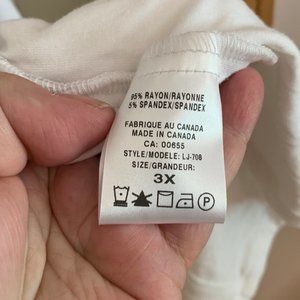 95% RAYON/RAYONNE
5% SPANDEX/SPANDEX
FABRIQUE AU CANADA
MADE IN CANADA
CA: 00655
STYLE/MODELE: LJ-708
SIZE/GRANDEUR:
3X